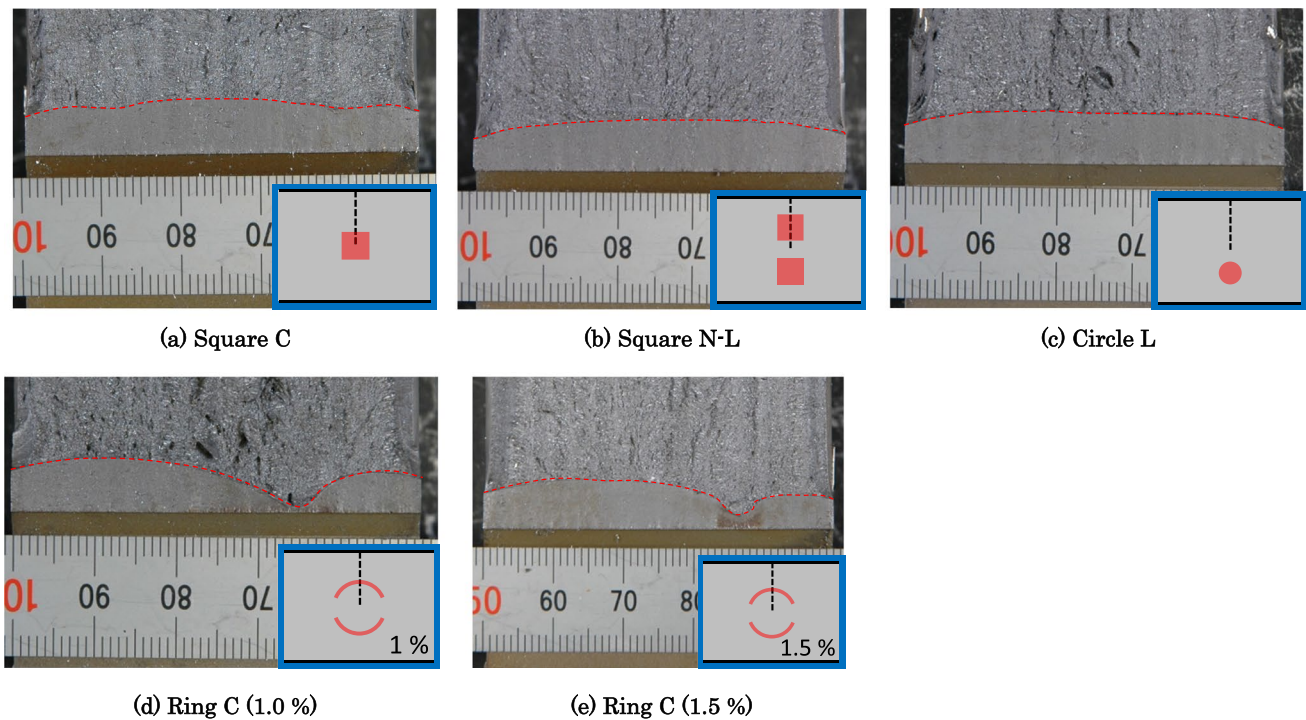 10 90 80 70
10 90 80 70
100 90 80 70
(a) Square C
(b) Square N-L
(c) Circle L
10 90 80 70
1 %
50 60 70 80
1.5 %
(d) Ring C (1.0 %)
(e) Ring C (1.5 %)